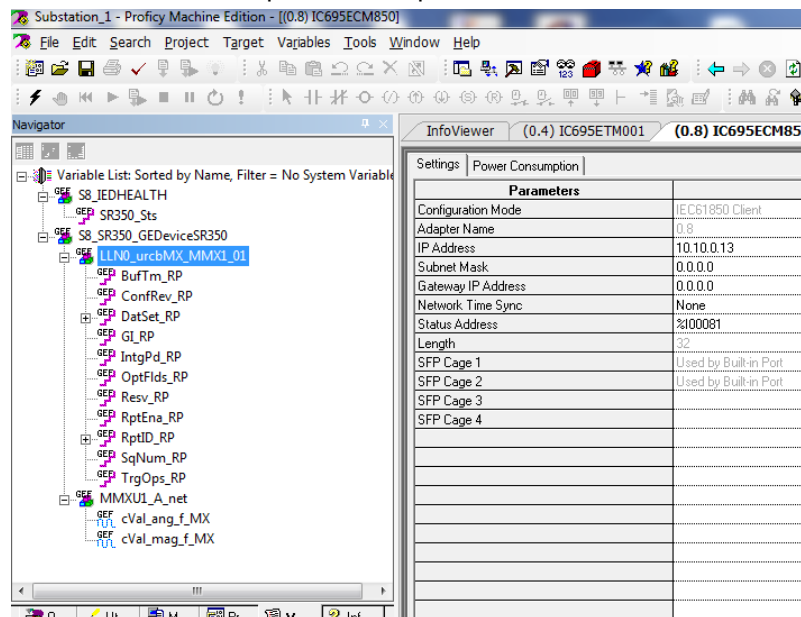 Substation_1 - Proficy Machine Edition - [(0.8) IC695ECM850]
File Edit Search Project Target Variables Tools Window Help
Navigator
InfoViewer (0.4) IC695ETM001 (0.8) IC695ECM85
Variable List: Sorted by Name, Filter = No System Variable
S8_IEDHEALTH
SR350_Sts
S8_SR350_GEDeviceSR350
LLN0_urcbMX_MMX1_01
BufTm_RP
ConfRev_RP
DatSet_RP
GI_RP
IntgPd_RP
OptFlds_RP
Resv_RP
RptEna_RP
RptID_RP
SqNum_RP
TrgOps_RP
MMXU1_A_net
cVal_ang_f_MX
cVal_mag_f_MX
Settings Power Consumption
Parameters
Configuration Mode IEC61850 Client
Adapter Name 0.8
IP Address 10.10.0.13
Subnet Mask 0.0.0.0
Gateway IP Address 0.0.0.0
Network Time Sync None
Status Address %I00081
Length 32
SFP Cage 1 Used by Built-in Port
SFP Cage 2 Used by Built-in Port
SFP Cage 3
SFP Cage 4